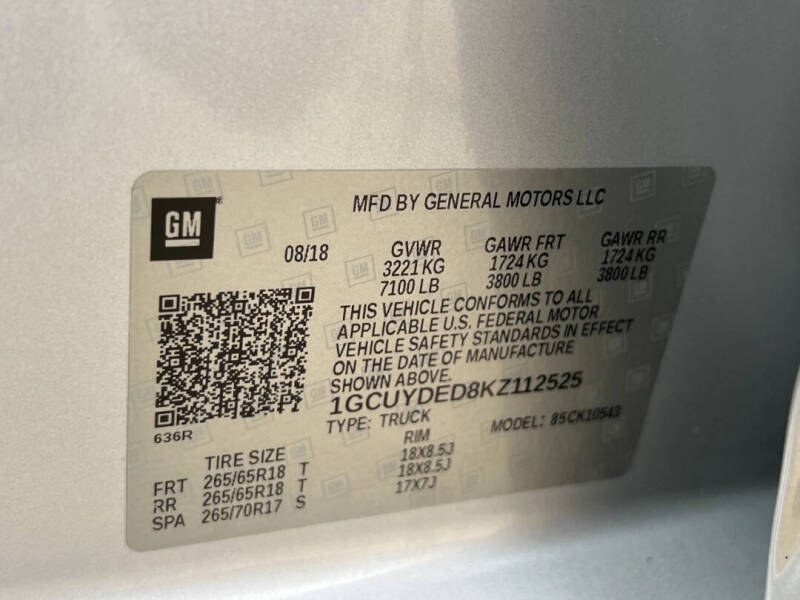 GM
MFD BY GENERAL MOTORS LLC
08/18 GVWR GAWR FRT GAWR RR
3221 KG 1724 KG 1724 KG
7100 LB 3800 LB 3800 LB
THIS VEHICLE CONFORMS TO ALL
APPLICABLE U.S. FEDERAL MOTOR
VEHICLE SAFETY STANDARDS IN EFFECT
ON THE DATE OF MANUFACTURE
SHOWN ABOVE.
1GCUYDED8KZ112525
TYPE: TRUCK MODEL: 85CK10543
636R
TIRE SIZE RIM
FRT 265/65R18 T 18X8.5J
RR 265/65R18 T 18X8.5J
SPA 265/70R17 S 17X7J